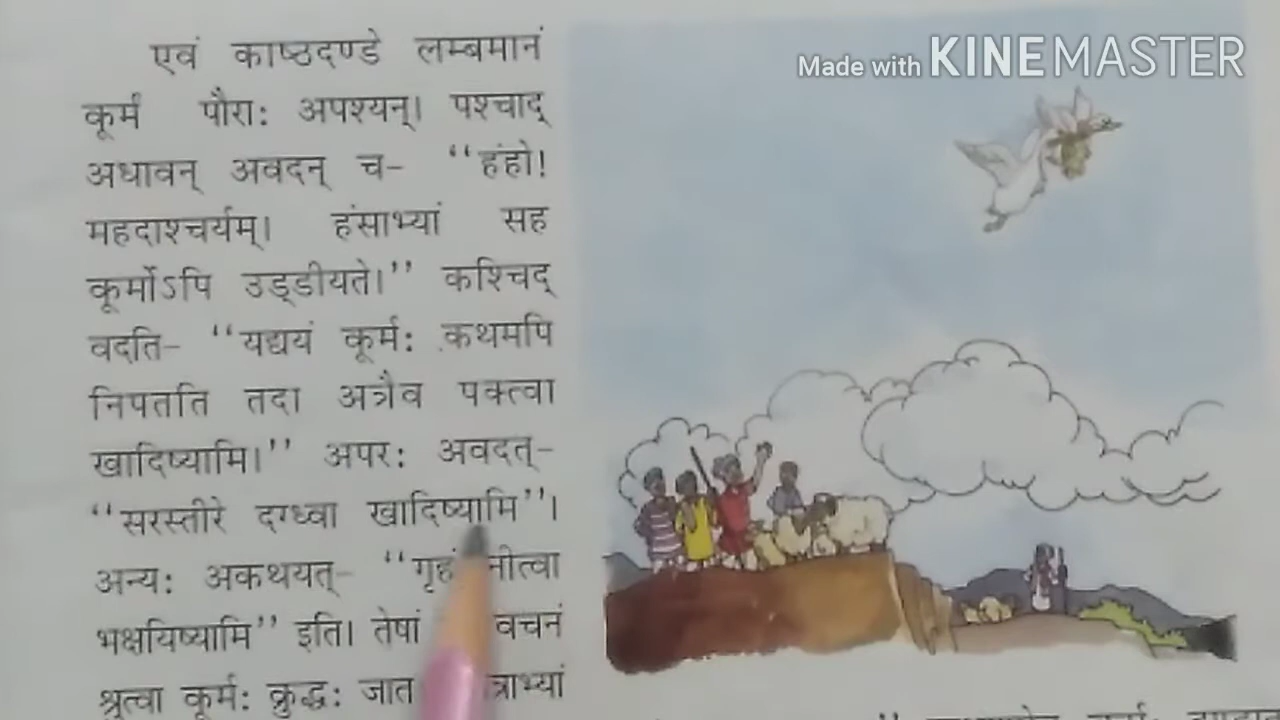 Made with KINEMASTER
एवं काष्ठदण्डे लम्बमानं
कूर्मं पौराः अपश्यन्। पश्चाद्
अधावन् अवदन् च- “हंहो!
महदाश्चर्यम्। हंसाभ्यां सह
कूर्मोऽपि उड्डीयते।” कश्चिद्
वदति- “यद्ययं कूर्मः कथमपि
निपतति तदा अत्रैव पक्त्वा
खादिष्यामि।” अपरः अवदत्-
“सरस्तीरे दग्ध्वा खादिष्यामि”।
अन्यः अकथयत्- “गृहं नीत्वा
भक्षयिष्यामि” इति। तेषां वचनं
श्रुत्वा कूर्मः क्रुद्धः